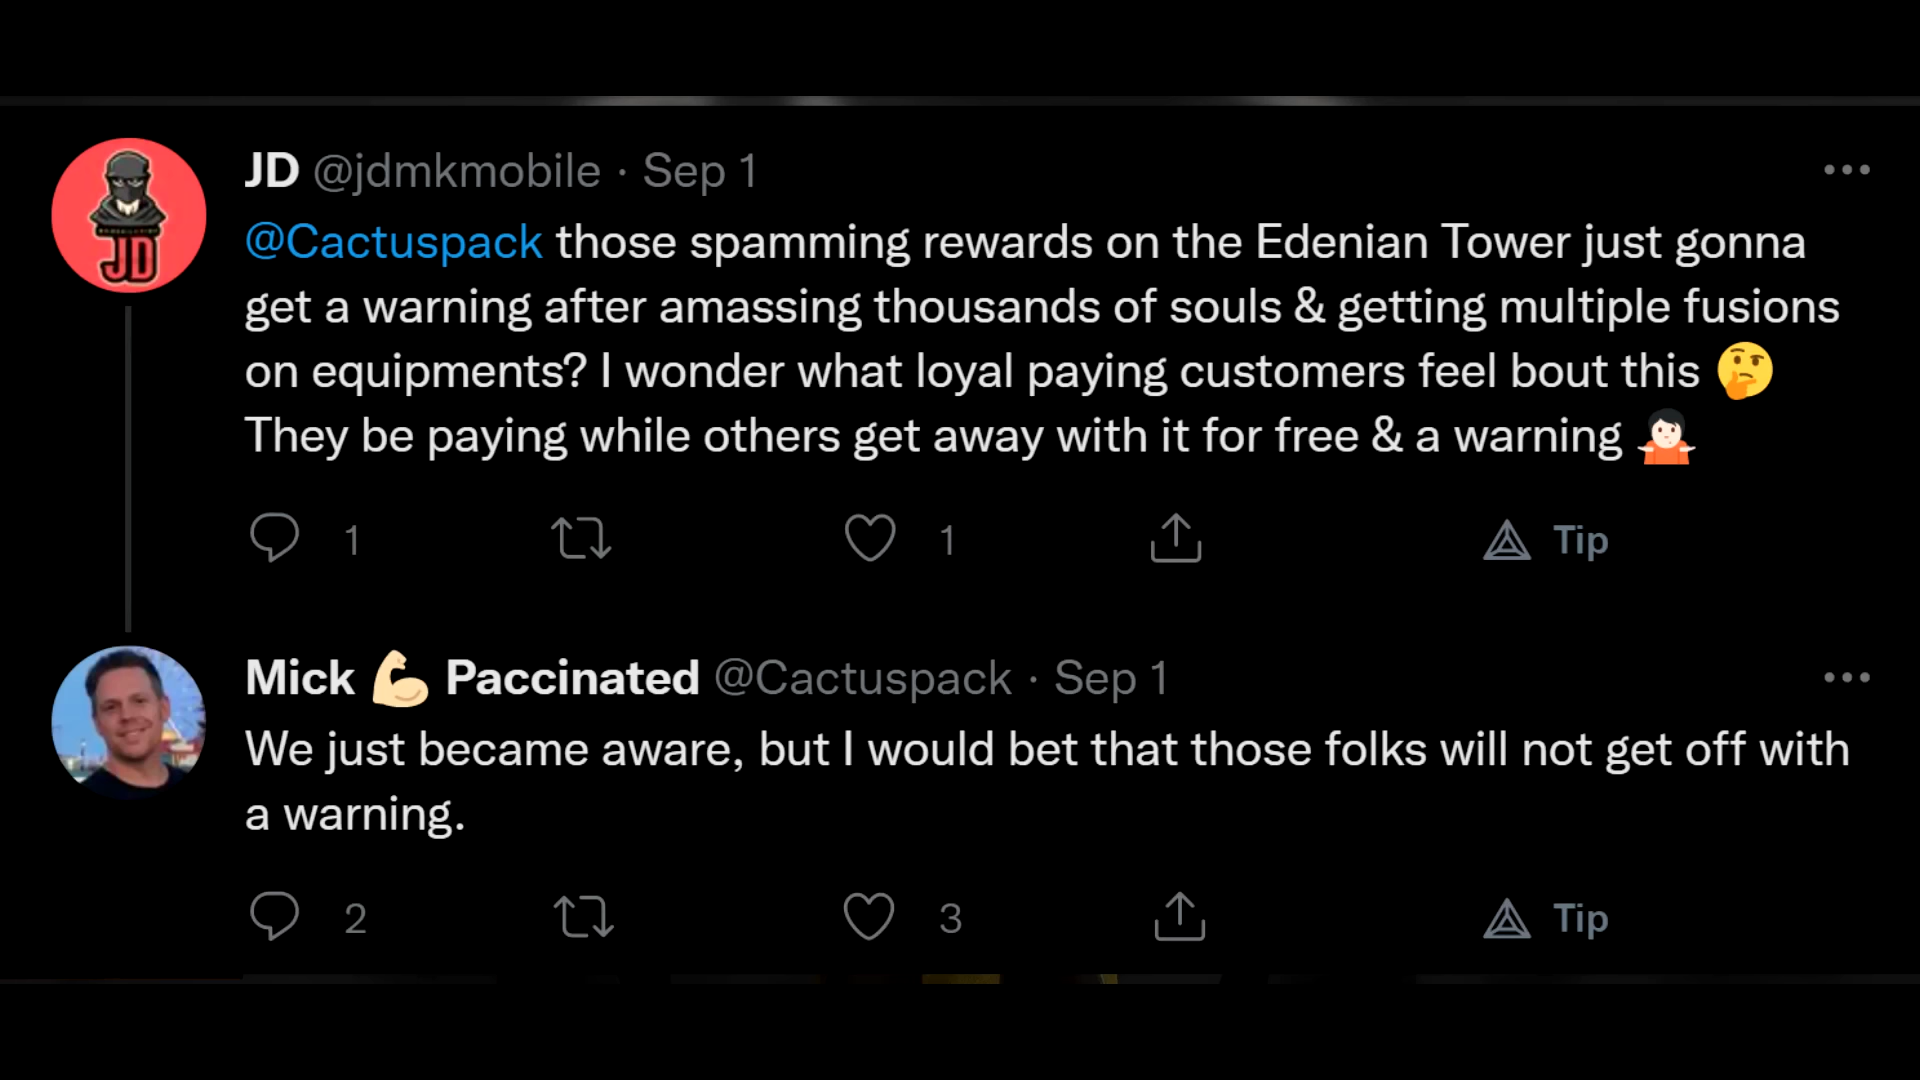 JD @jdmkmobile · Sep 1
@Cactuspack those spamming rewards on the Edenian Tower just gonna
get a warning after amassing thousands of souls & getting multiple fusions
on equipments? I wonder what loyal paying customers feel bout this 🤔
They be paying while others get away with it for free & a warning 🤷🏻
1 1 Tip
JD
Mick 💪🏼 Paccinated @Cactuspack · Sep 1
We just became aware, but I would bet that those folks will not get off with
a warning.
2 3 Tip